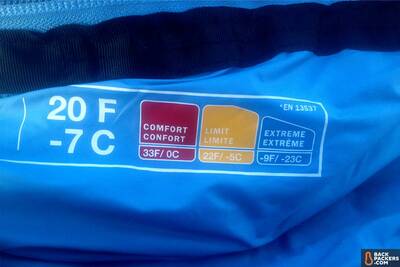 20 F
-7 C
*EN 13537
COMFORT
CONFORT
33F/ 0C
LIMIT
LIMITE
22F/ -5C
EXTREME
EXTRÊME
-9F/ -23C
BACK
PACKERS
.COM